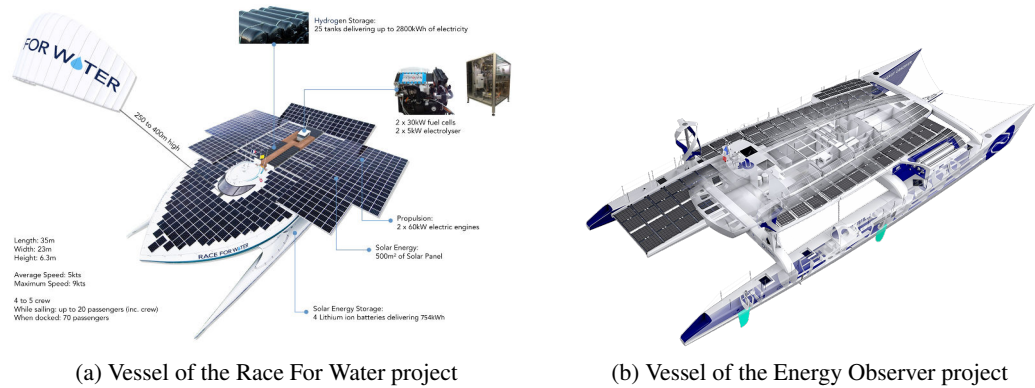 FOR WATER
250 to 400m high
Hydrogen Storage:
25 tanks delivering up to 2800kWh of electricity
2 x 30kW fuel cells
2 x 5kW electrolyser
Propulsion:
2 x 60kW electric engines
Solar Energy:
500m² of Solar Panel
RACE FOR WATER
Length: 35m
Width: 23m
Height: 6.3m
Average Speed: 5kts
Maximum Speed: 9kts
4 to 5 crew
While sailing: up to 20 passengers (inc. crew)
When docked: 70 passengers
Solar Energy Storage:
4 Lithium ion batteries delivering 754kWh
(a) Vessel of the Race For Water project
(b) Vessel of the Energy Observer project